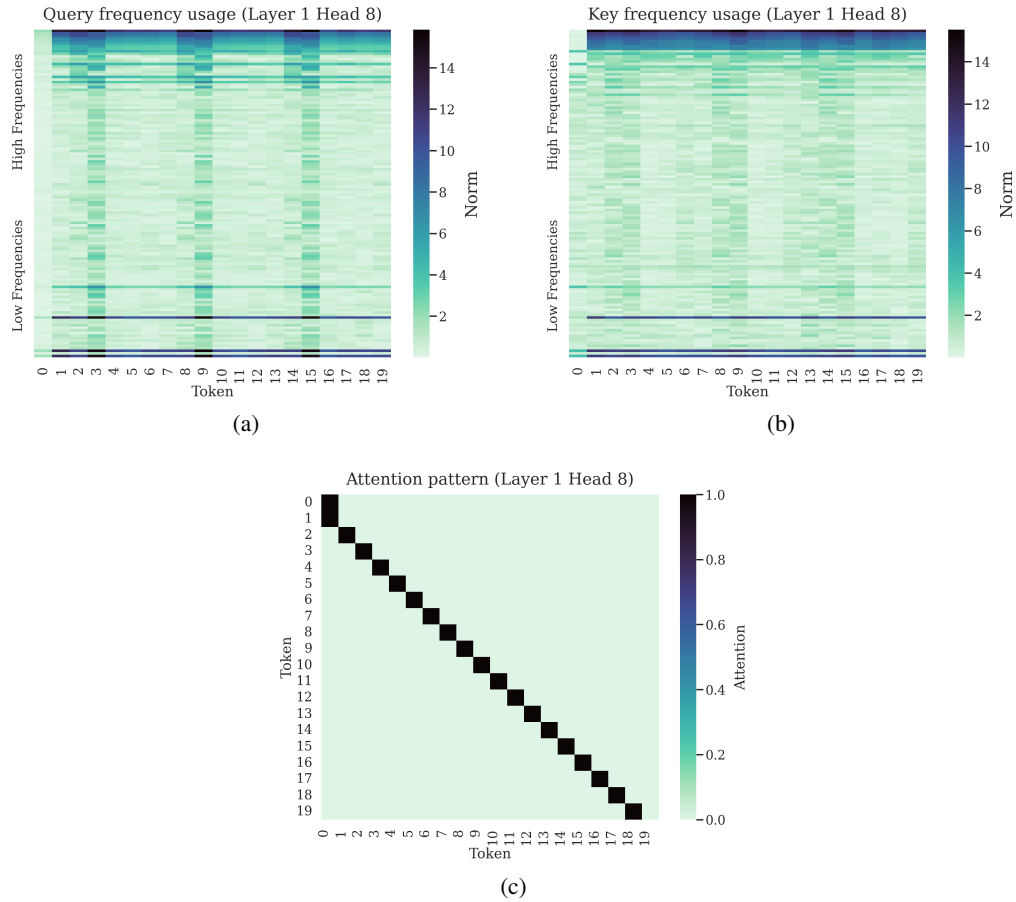 Query frequency usage (Layer 1 Head 8)
High Frequencies
Low Frequencies
0 1 2 3 4 5 6 7 8 9 10 11 12 13 14 15 16 17 18 19
Token
14
12
10
8
6
4
2
Norm
(a)
Key frequency usage (Layer 1 Head 8)
High Frequencies
Low Frequencies
0 1 2 3 4 5 6 7 8 9 10 11 12 13 14 15 16 17 18 19
Token
14
12
10
8
6
4
2
Norm
(b)
Attention pattern (Layer 1 Head 8)
Token
0
1
2
3
4
5
6
7
8
9
10
11
12
13
14
15
16
17
18
19
0 1 2 3 4 5 6 7 8 9 10 11 12 13 14 15 16 17 18 19
Token
1.0
0.8
0.6
0.4
0.2
0.0
Attention
(c)